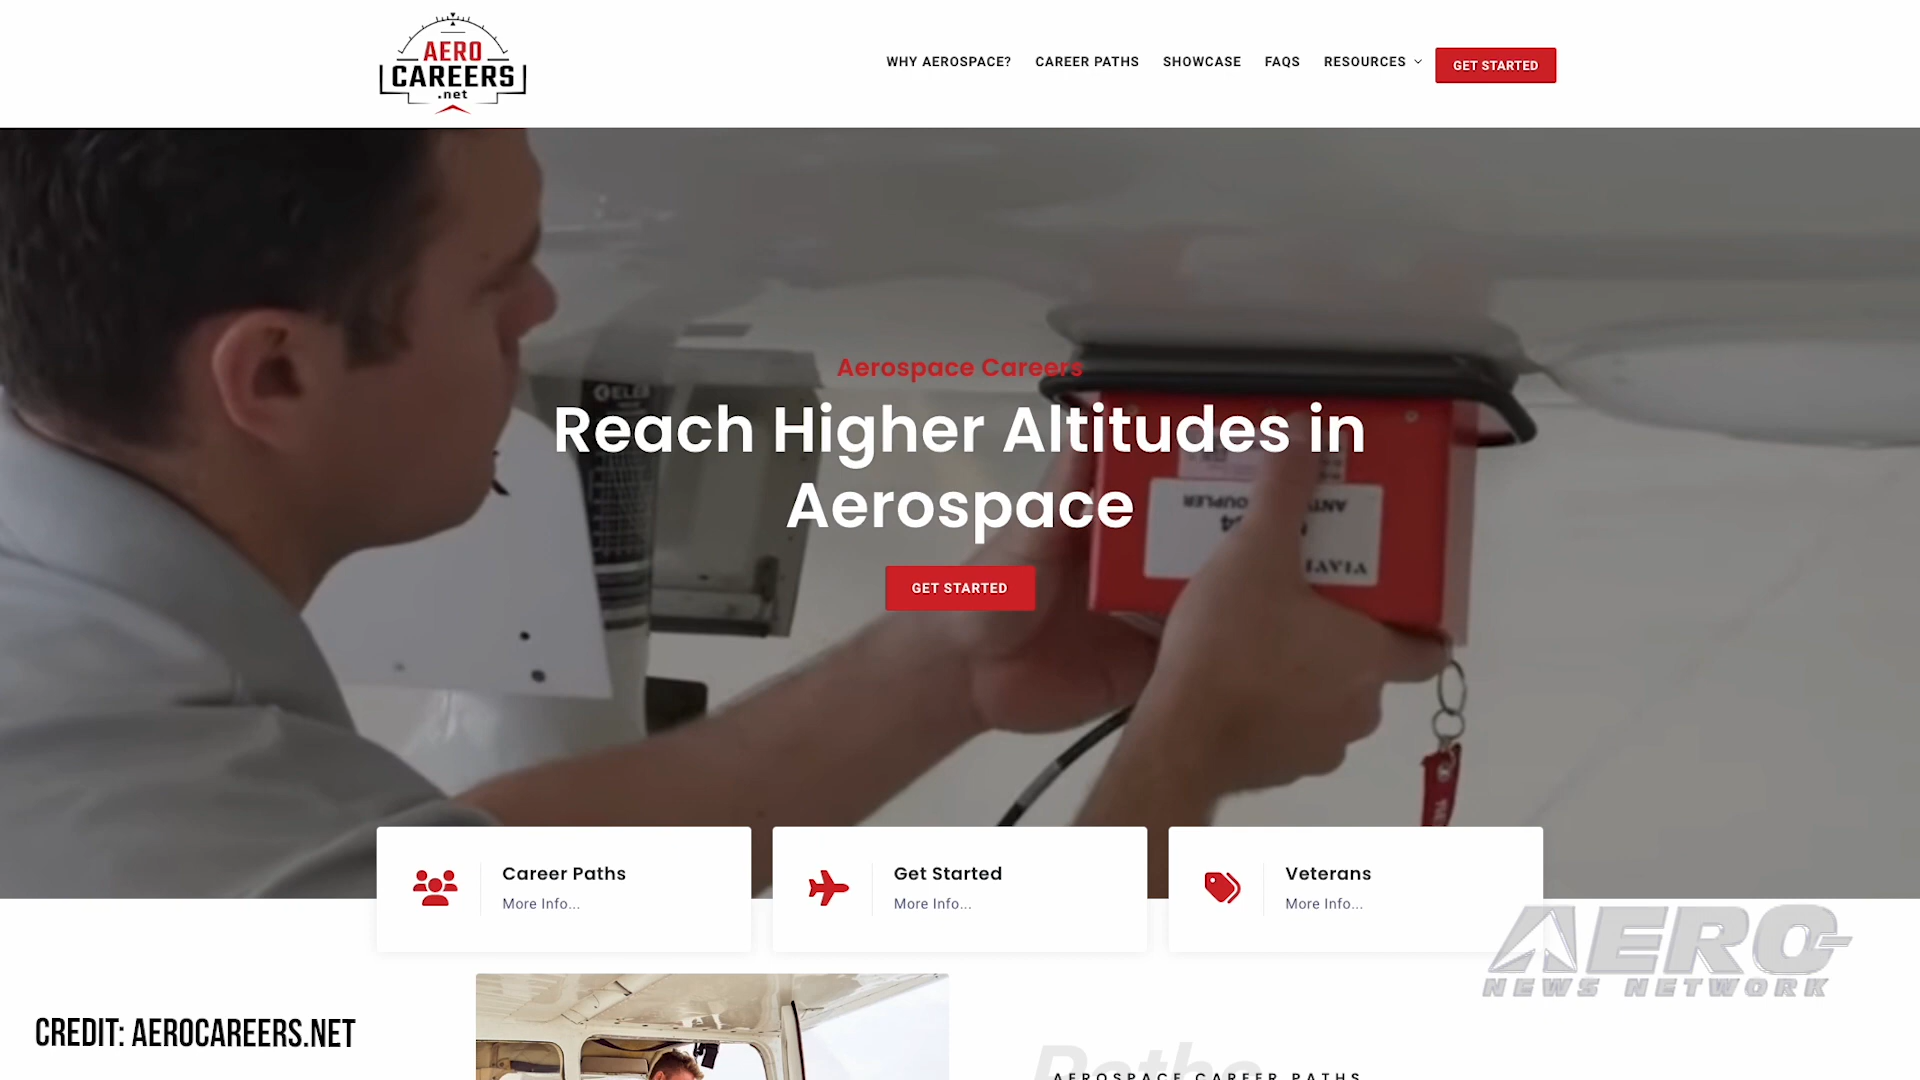 AERO
CAREERS
.net
WHY AEROSPACE?
CAREER PATHS
SHOWCASE
FAQS
RESOURCES
GET STARTED
Aerospace Careers
Reach Higher Altitudes in
Aerospace
GET STARTED
COUPLER
Career Paths
More Info...
Get Started
More Info...
Veterans
More Info...
AERO
NEWS NETWORK
CREDIT: AEROCAREERS.NET
Paths
AEROSPACE CAREER PATHS